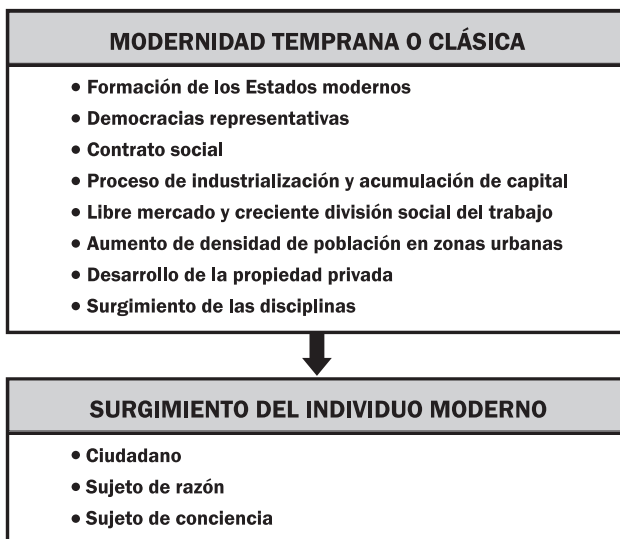 MODERNIDAD TEMPRANA O CLÁSICA
• Formación de los Estados modernos
• Democracias representativas
• Contrato social
• Proceso de industrialización y acumulación de capital
• Libre mercado y creciente división social del trabajo
• Aumento de densidad de población en zonas urbanas
• Desarrollo de la propiedad privada
• Surgimiento de las disciplinas
SURGIMIENTO DEL INDIVIDUO MODERNO
• Ciudadano
• Sujeto de razón
• Sujeto de conciencia